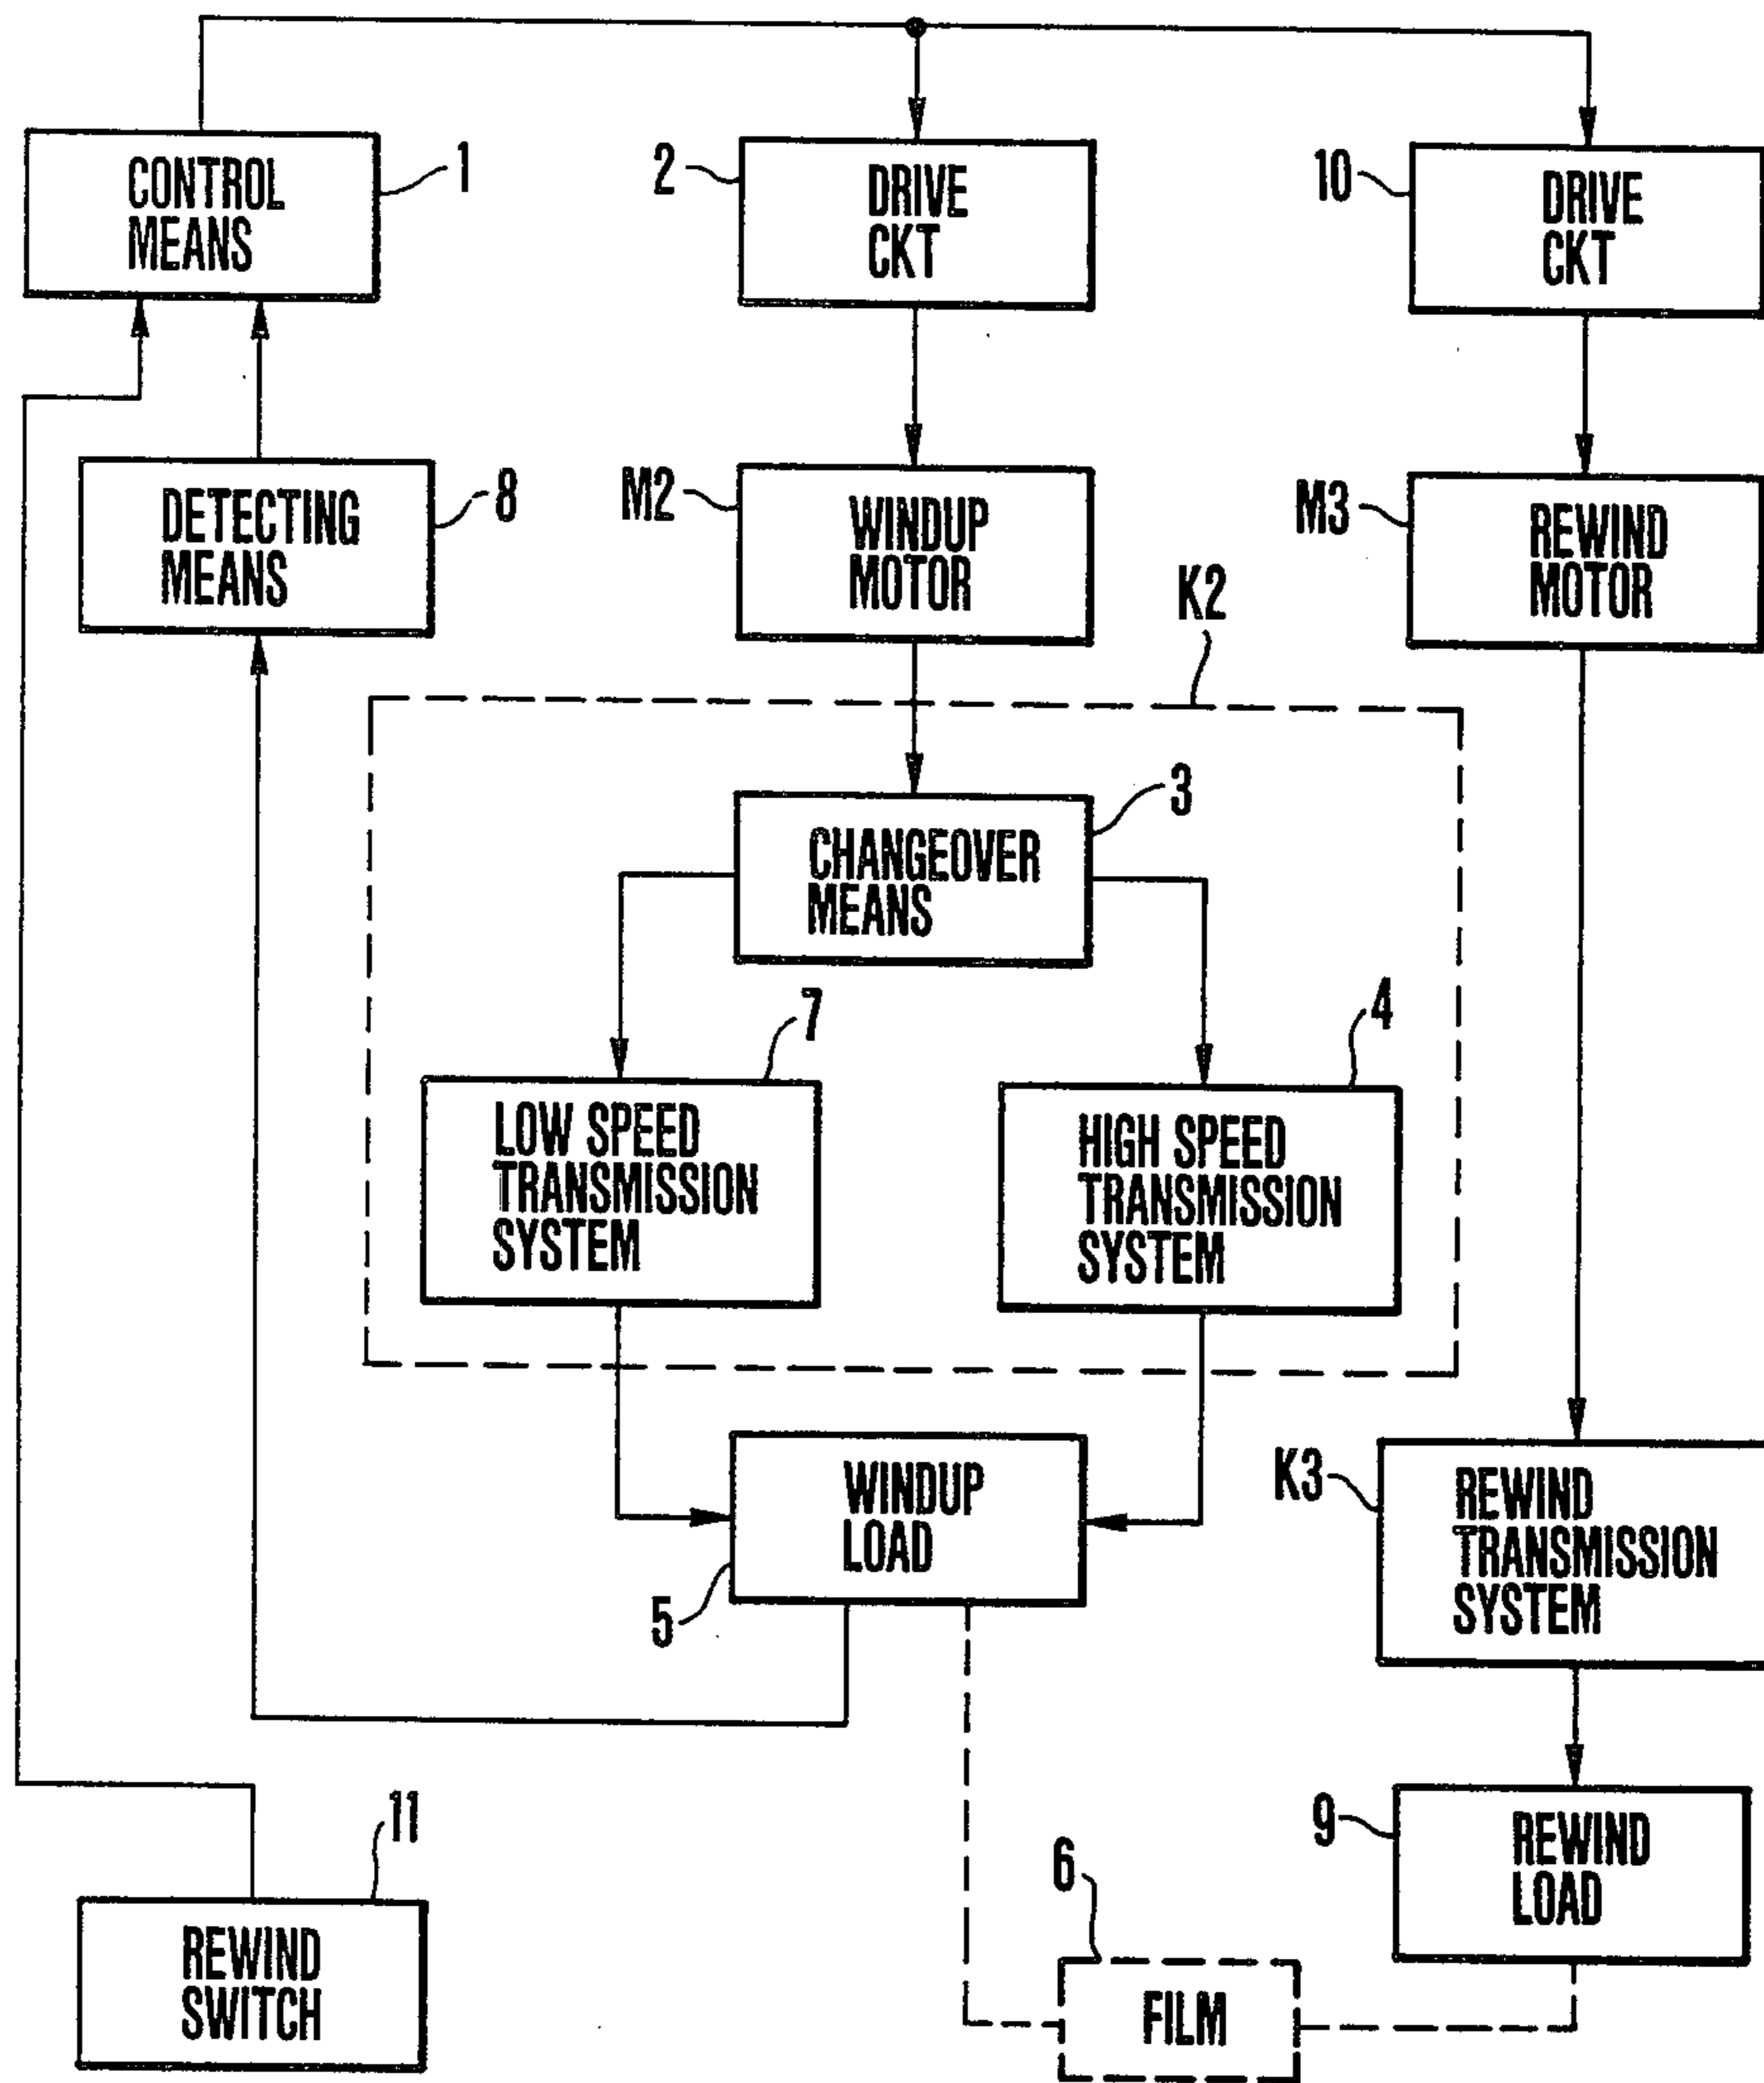 CONTROL
MEANS
1
2
DRIVE
CKT
10
DRIVE
CKT
DETECTING
MEANS
8
M2
WINDUP
MOTOR
M3
REWIND
MOTOR
K2
CHANGEOVER
MEANS
3
7
LOW SPEED
TRANSMISSION
SYSTEM
4
HIGH SPEED
TRANSMISSION
SYSTEM
WINDUP
LOAD
5
K3
REWIND
TRANSMISSION
SYSTEM
9
REWIND
LOAD
11
REWIND
SWITCH
6
FILM